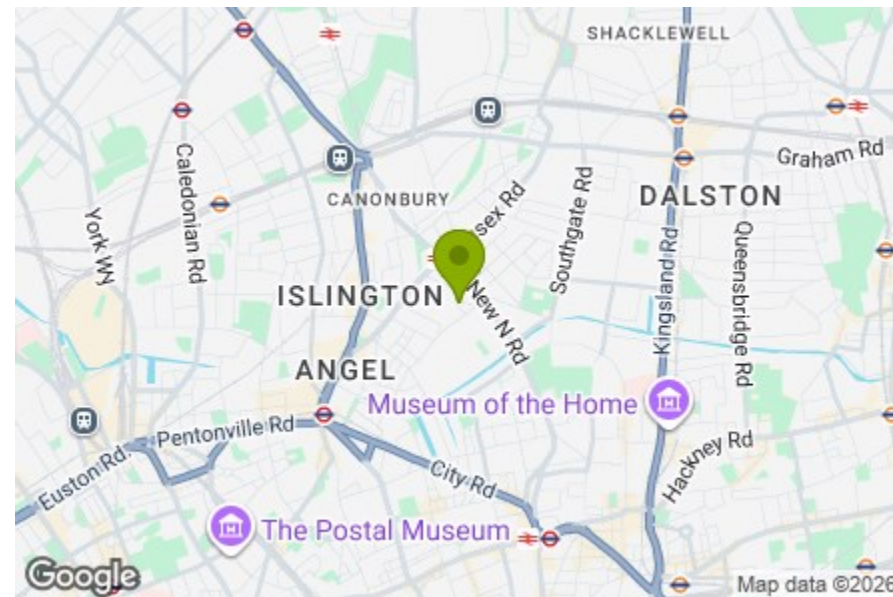 SHACKLEWELL
Graham Rd
Caledonian Rd
CANONBURY
DALSTON
York WY
sex Rd
Southgate Rd
Queensbridge Rd
Kingsland Rd
ISLINGTON
New N Rd
ANGEL
Museum of the Home
Pentonville Rd
Hackney Rd
Euston Rd.
City Rd
The Postal Museum
Google
Map data ©2026